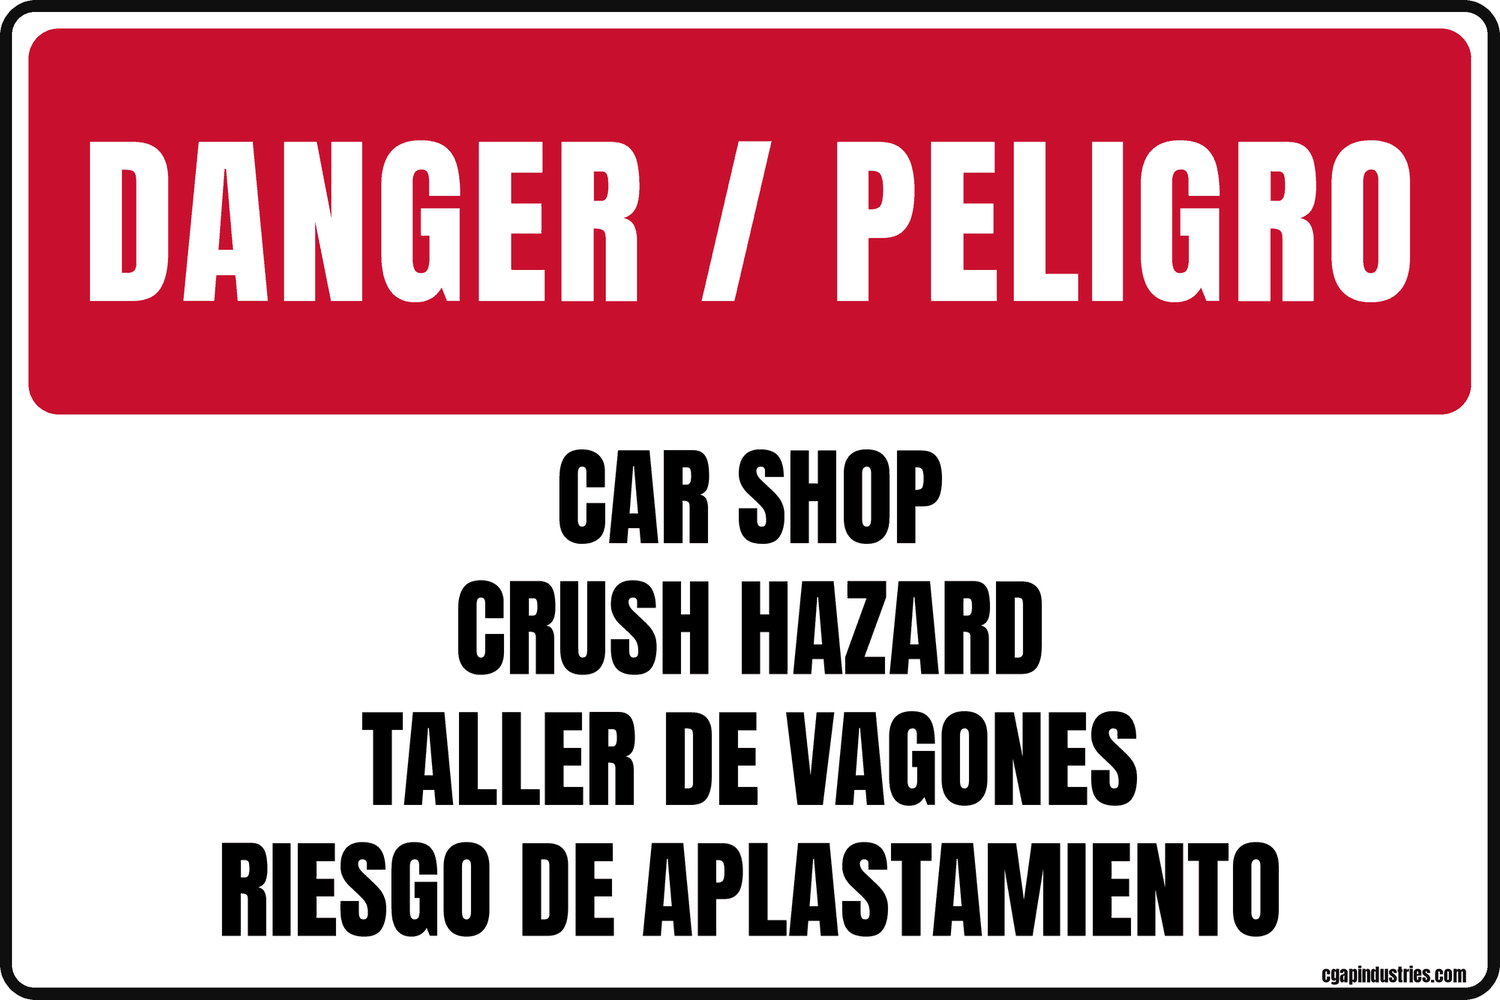 DANGER / PELIGRO
CAR SHOP
CRUSH HAZARD
TALLER DE VAGONES
RIESGO DE APLASTAMIENTO
cgapindustries.com